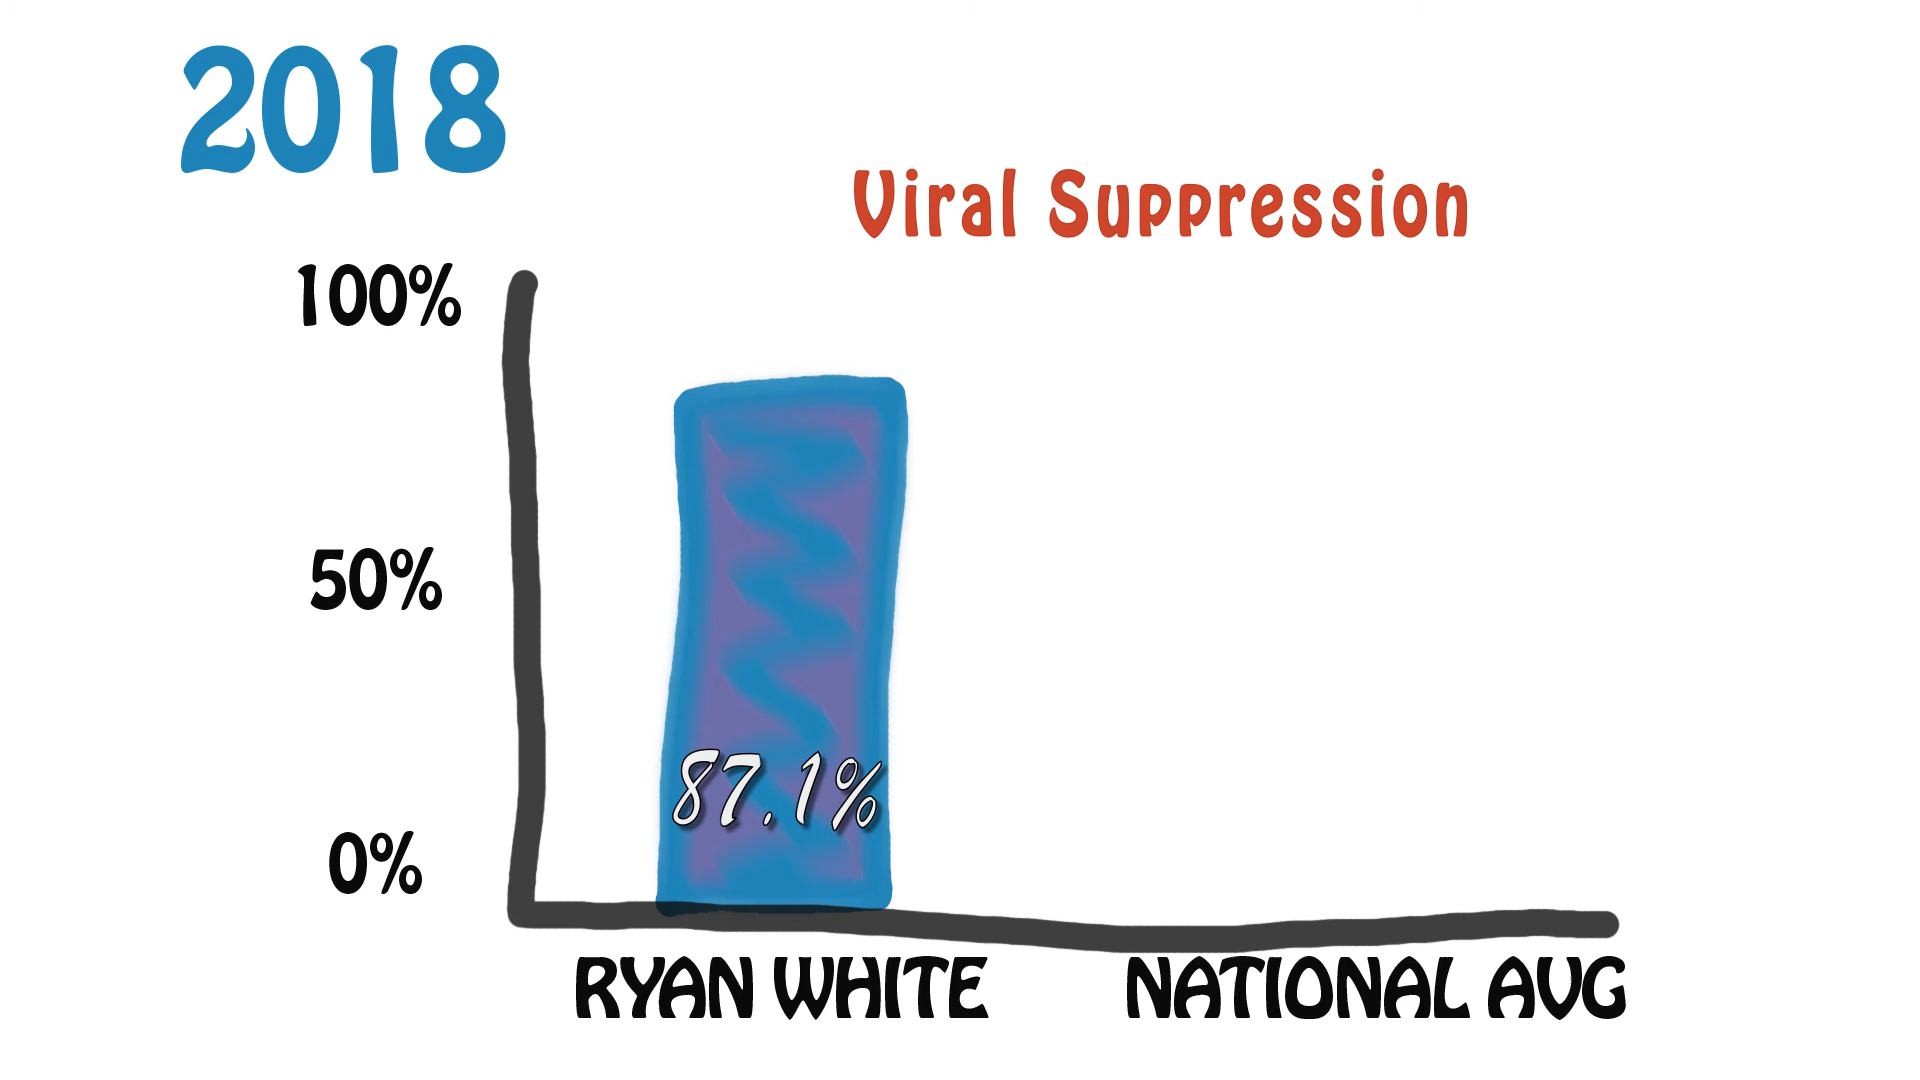 2018
Viral Suppression
100%
50%
0%
87.1%
RYAN WHITE
NATIONAL AVG